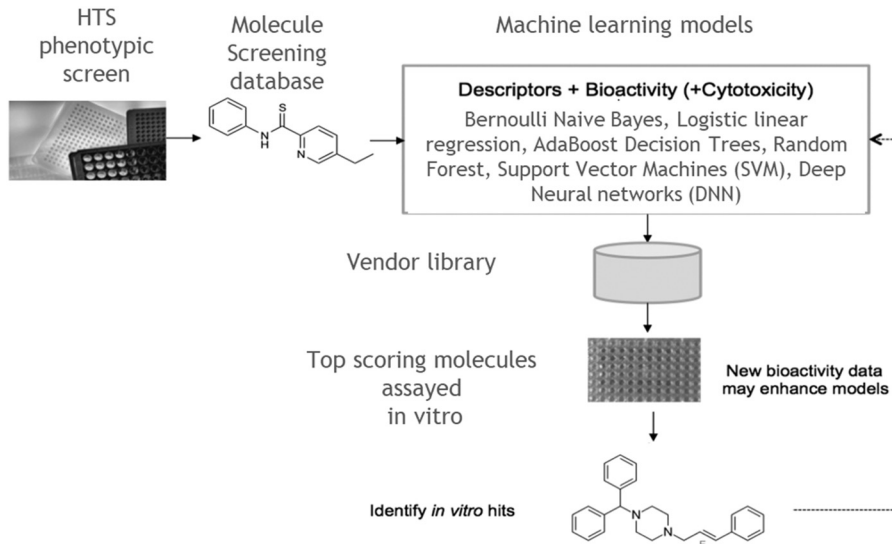 HTS
phenotypic
screen
Molecule
Screening
database
S
N
H
N
Machine learning models
Descriptors + Bioactivity (+Cytotoxicity)
Bernoulli Naive Bayes, Logistic linear
regression, AdaBoost Decision Trees, Random
Forest, Support Vector Machines (SVM), Deep
Neural networks (DNN)
Vendor library
Top scoring molecules
assayed
in vitro
New bioactivity data
may enhance models
Identify in vitro hits
N
N
E